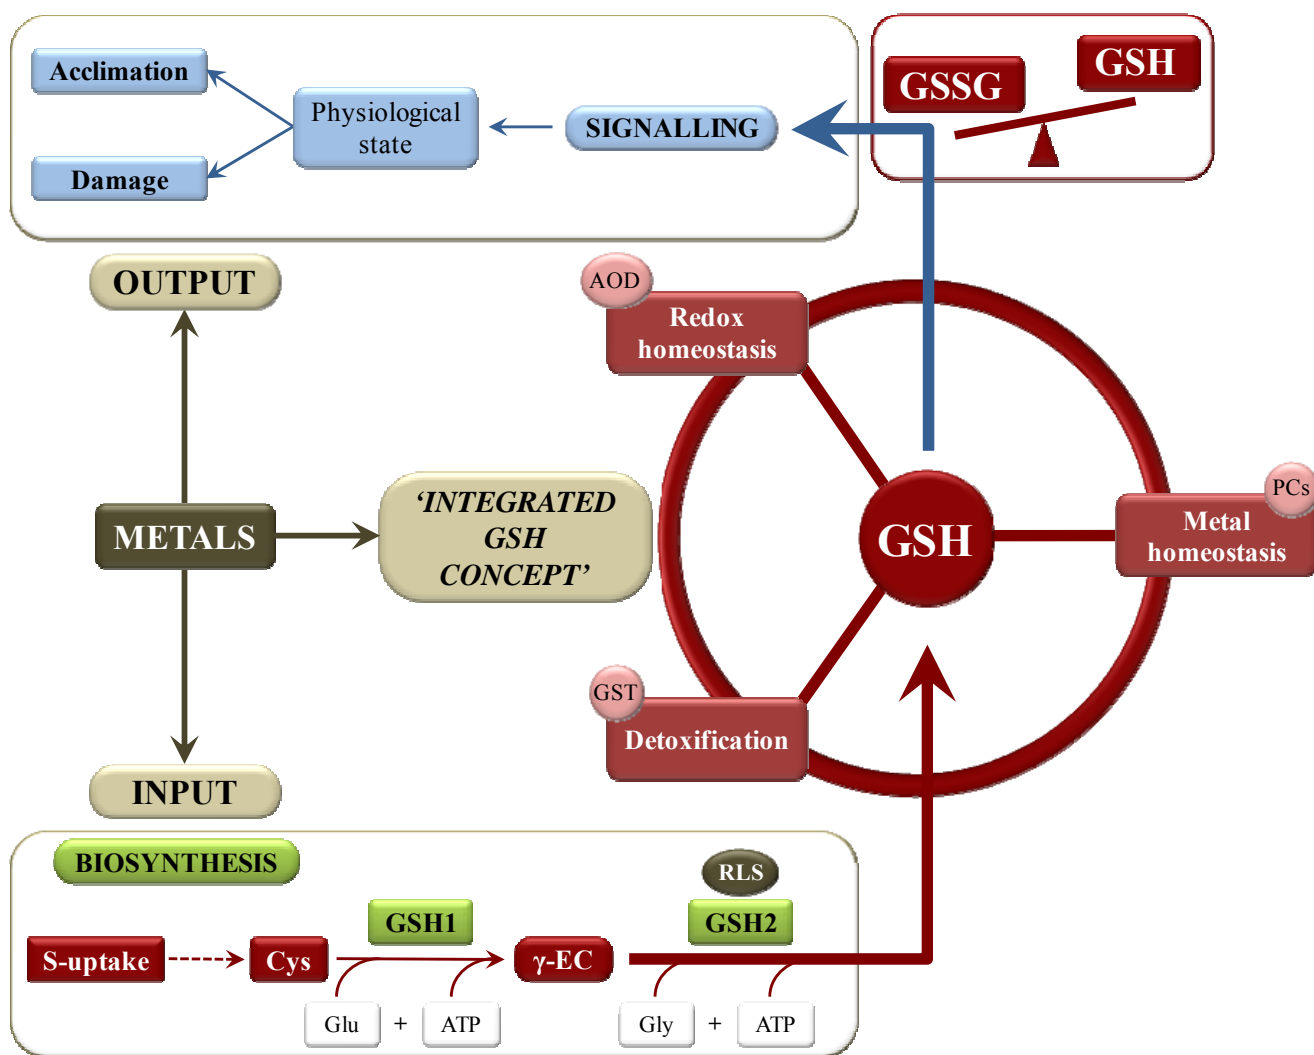 Acclimation
Physiological
state
SIGNALLING
Damage
GSSG
GSH
OUTPUT
AOD
Redox
homeostasis
METALS
‘INTEGRATED
GSH
CONCEPT’
GSH
PCs
Metal
homeostasis
GST
Detoxification
INPUT
BIOSYNTHESIS
RLS
GSH1
GSH2
S-uptake
Cys
γ-EC
Glu + ATP
Gly + ATP